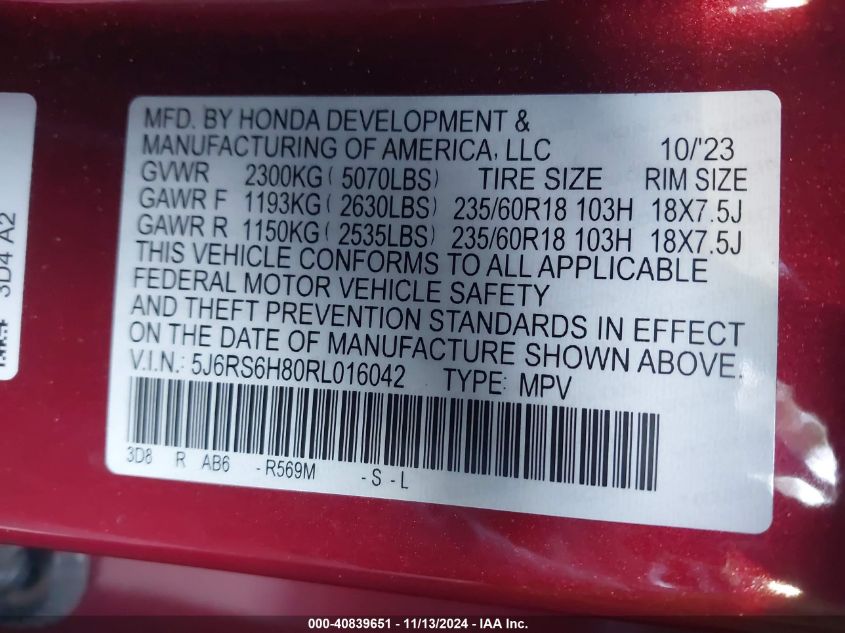 MFD. BY HONDA DEVELOPMENT &
MANUFACTURING OF AMERICA, LLC 10/'23
GVWR 2300KG ( 5070LBS) TIRE SIZE RIM SIZE
GAWR F 1193KG ( 2630LBS) 235/60R18 103H 18X7.5J
GAWR R 1150KG ( 2535LBS) 235/60R18 103H 18X7.5J
THIS VEHICLE CONFORMS TO ALL APPLICABLE
FEDERAL MOTOR VEHICLE SAFETY
AND THEFT PREVENTION STANDARDS IN EFFECT
ON THE DATE OF MANUFACTURE SHOWN ABOVE.
V.I.N.: 5J6RS6H80RL016042 TYPE: MPV
3D8 R AB6 -R569M -S-L
3D4 A2
000-40839651 - 11/13/2024 - IAA Inc.